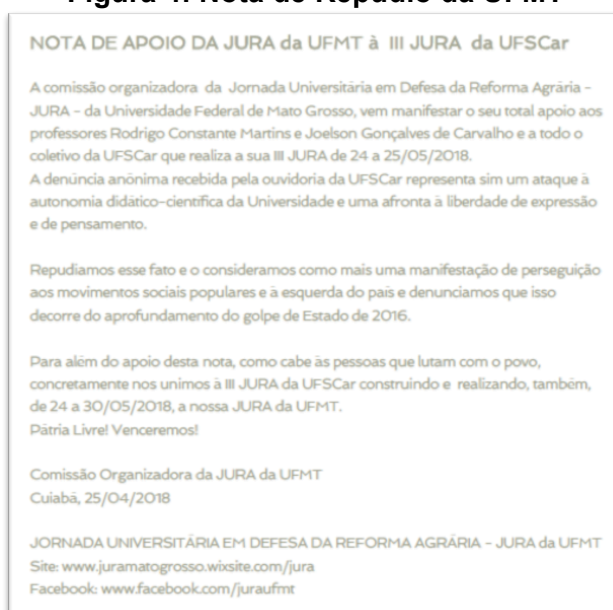 Figura 4: Nota de Repúdio da UFMT
NOTA DE APOIO DA JURA da UFMT à III JURA da UFSCar
A comissão organizadora da Jornada Universitária em Defesa da Reforma Agrária -
JURA - da Universidade Federal de Mato Grosso, vem manifestar o seu total apoio aos
professores Rodrigo Constante Martins e Joelson Gonçalves de Carvalho e a todo o
coletivo da UFSCar que realiza a sua III JURA de 24 a 25/05/2018.
A denúncia anônima recebida pela ouvidoria da UFSCar representa sim um ataque à
autonomia didático-científica da Universidade e uma afronta à liberdade de expressão
e de pensamento.
Repudiamos esse fato e o consideramos como mais uma manifestação de perseguição
aos movimentos sociais populares e à esquerda do país e denunciamos que isso
decorre do aprofundamento do golpe de Estado de 2016.
Para além do apoio desta nota, como cabe às pessoas que lutam com o povo,
concretamente nos unimos à III JURA da UFSCar construindo e realizando, também,
de 24 a 30/05/2018, a nossa JURA da UFMT.
Pátria Livre! Venceremos!
Comissão Organizadora da JURA da UFMT
Cuiabá, 25/04/2018
JORNADA UNIVERSITÁRIA EM DEFESA DA REFORMA AGRÁRIA - JURA da UFMT
Site: www.juramatogrosso.wixsite.com/jura
Facebook: www.facebook.com/juraufmt